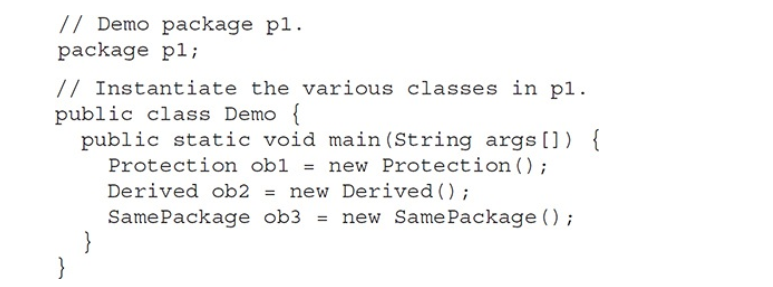 // Demo package p1.
package p1;
// Instantiate the various classes in p1.
public class Demo {
  public static void main(String args[]) {
    Protection ob1 = new Protection();
    Derived ob2 = new Derived();
    SamePackage ob3 = new SamePackage();
  }
}